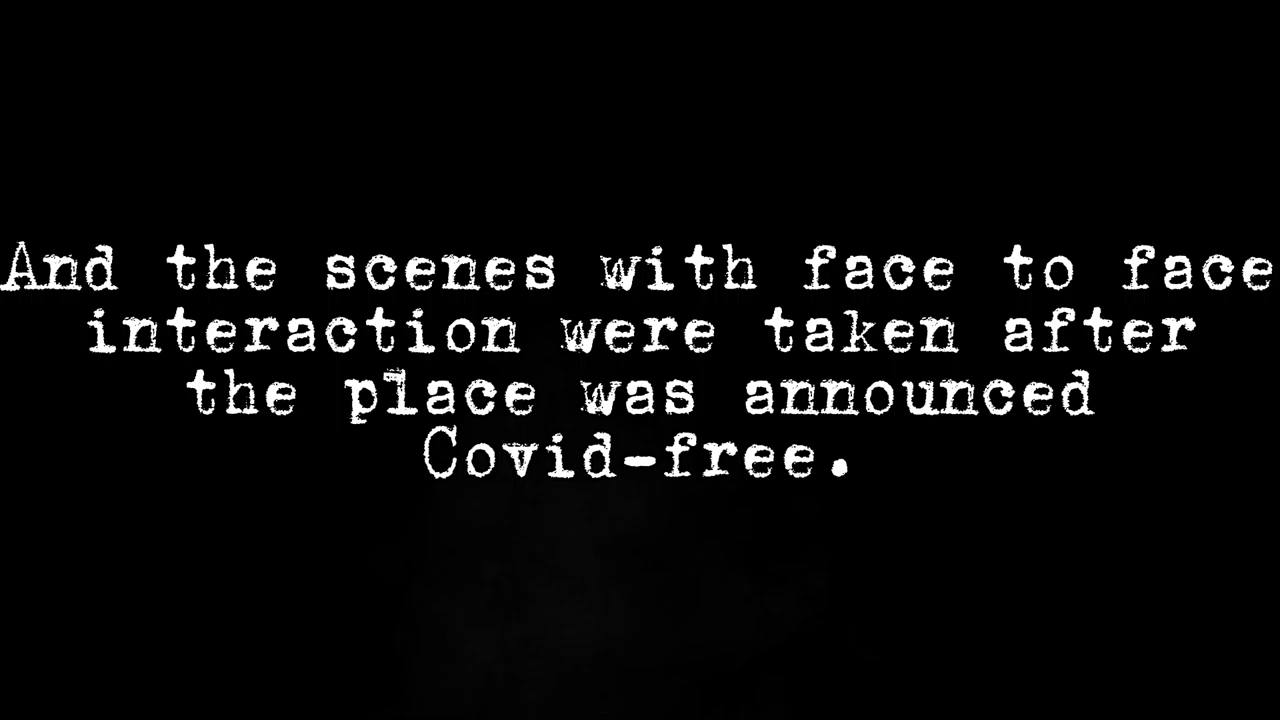 And the scenes with face to face
interaction were taken after
the place was announced
Covid-free.